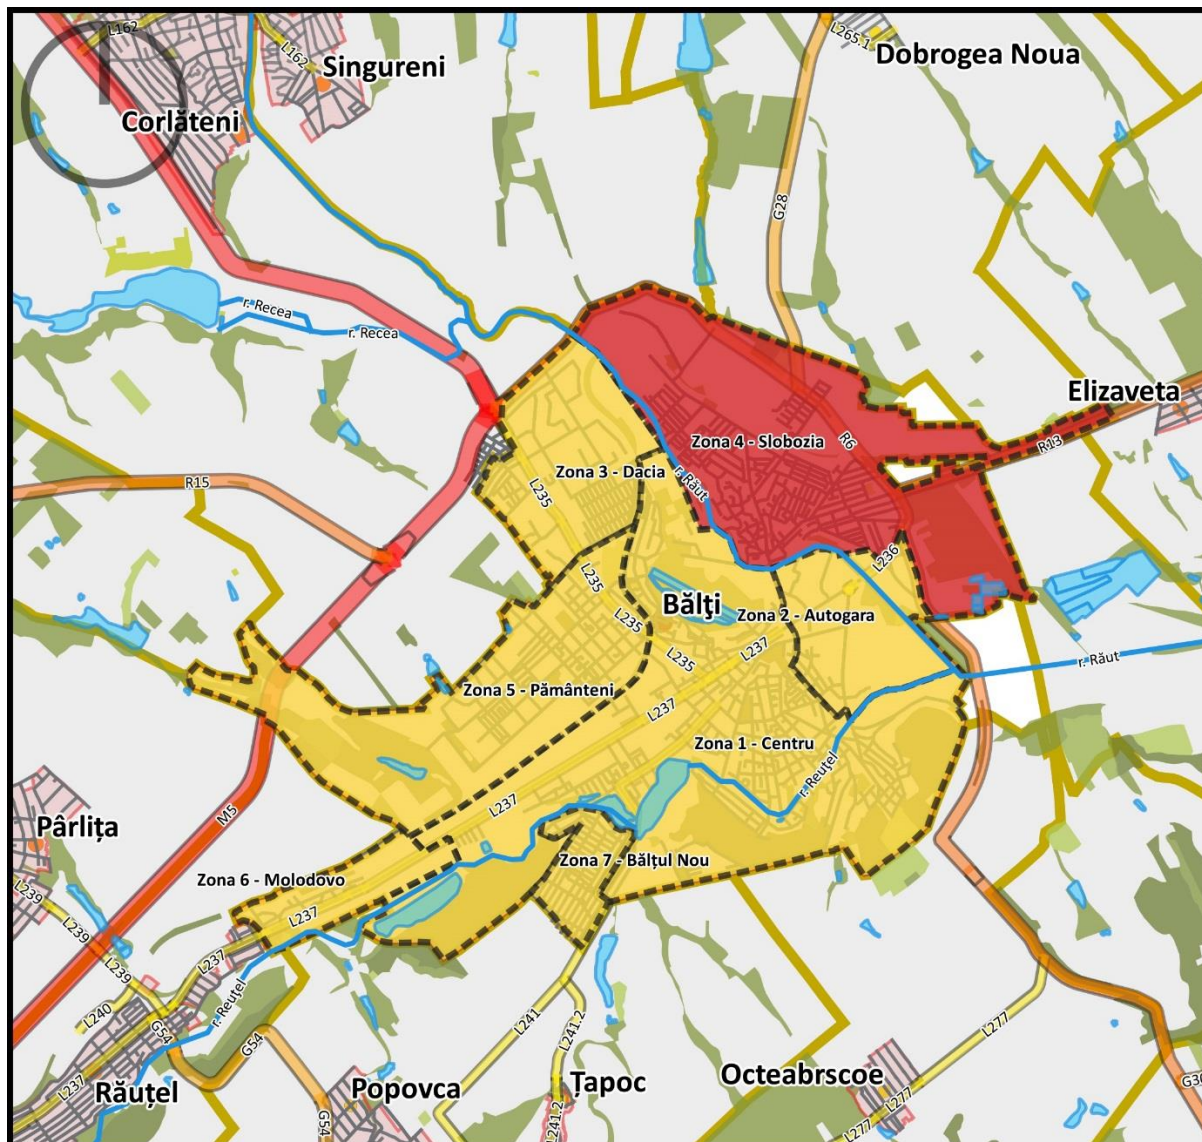 L162
L162
Singureni
L265.1
Dobrogea Noua
Corlăteni
G28
r. Recea
r. Recea
Elizaveta
Zona 4 - Slobozia
R6
R13
Zona 3 - Dacia
r. Răut
R15
L235
L236
L235
Bălţi
Zona 2 - Autogara
L235
L237
L235
r. Răut
Zona 5 - Pământeni
L237
Zona 1 - Centru
r. Reuțel
M5
L237
Pârlița
Zona 7 - Bălțul Nou
Zona 6 - Molodovo
L239
L237
L239
L237
L239
r. Reuțel
L240
G54
G54
L241
L241.2
L277
L237
Răuțel
Popovca
Țapoc
Octeabrscoe
L277
G54
L241.2
L277